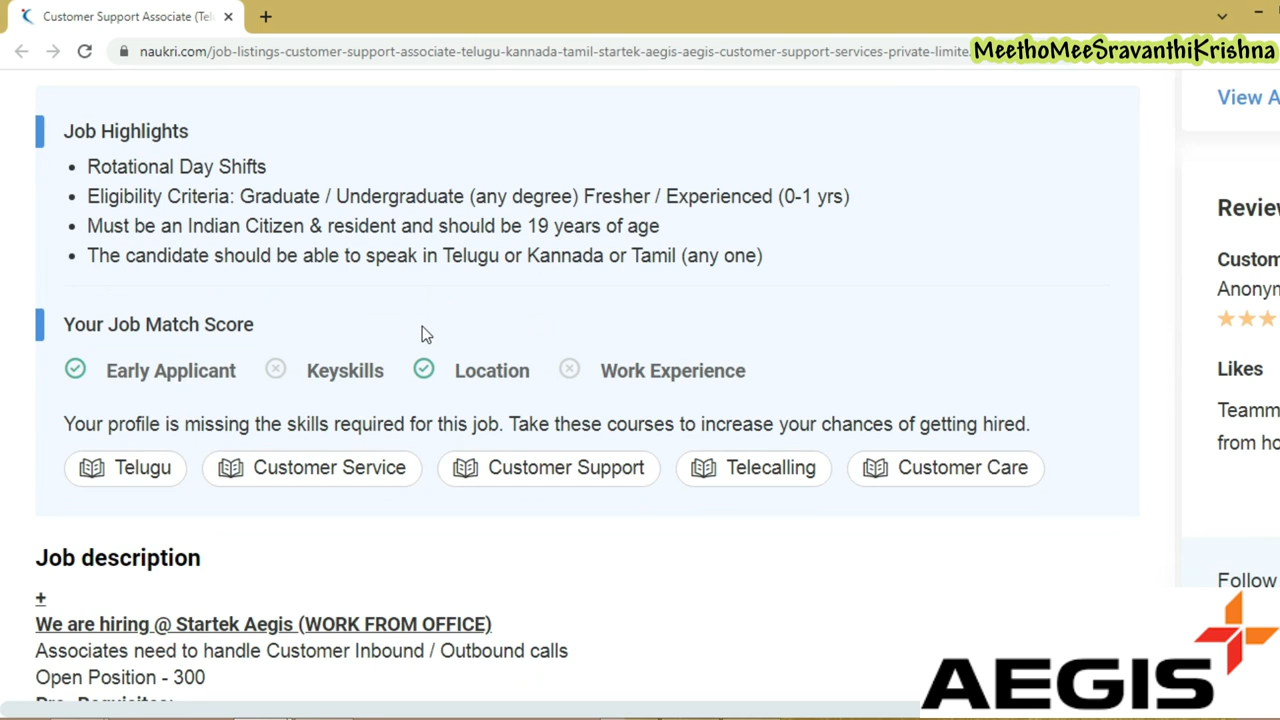 Customer Support Associate (Tel
naukri.com/job-listings-customer-support-associate-telugu-kannada-tamil-startek-aegis-aegis-customer-support-services-private-limite
MeethoMeeSravanthiKrishna
View A
Job Highlights
Rotational Day Shifts
Eligibility Criteria: Graduate / Undergraduate (any degree) Fresher / Experienced (0-1 yrs)
Must be an Indian Citizen & resident and should be 19 years of age
The candidate should be able to speak in Telugu or Kannada or Tamil (any one)
Your Job Match Score
Early Applicant Keyskills Location Work Experience
Your profile is missing the skills required for this job. Take these courses to increase your chances of getting hired.
Telugu Customer Service Customer Support Telecalling Customer Care
Job description
+
We are hiring @ Startek Aegis (WORK FROM OFFICE)
Associates need to handle Customer Inbound / Outbound calls
Open Position - 300
Review
Custom
Anonym
Likes
Teamm
from ho
Follow
AEGIS